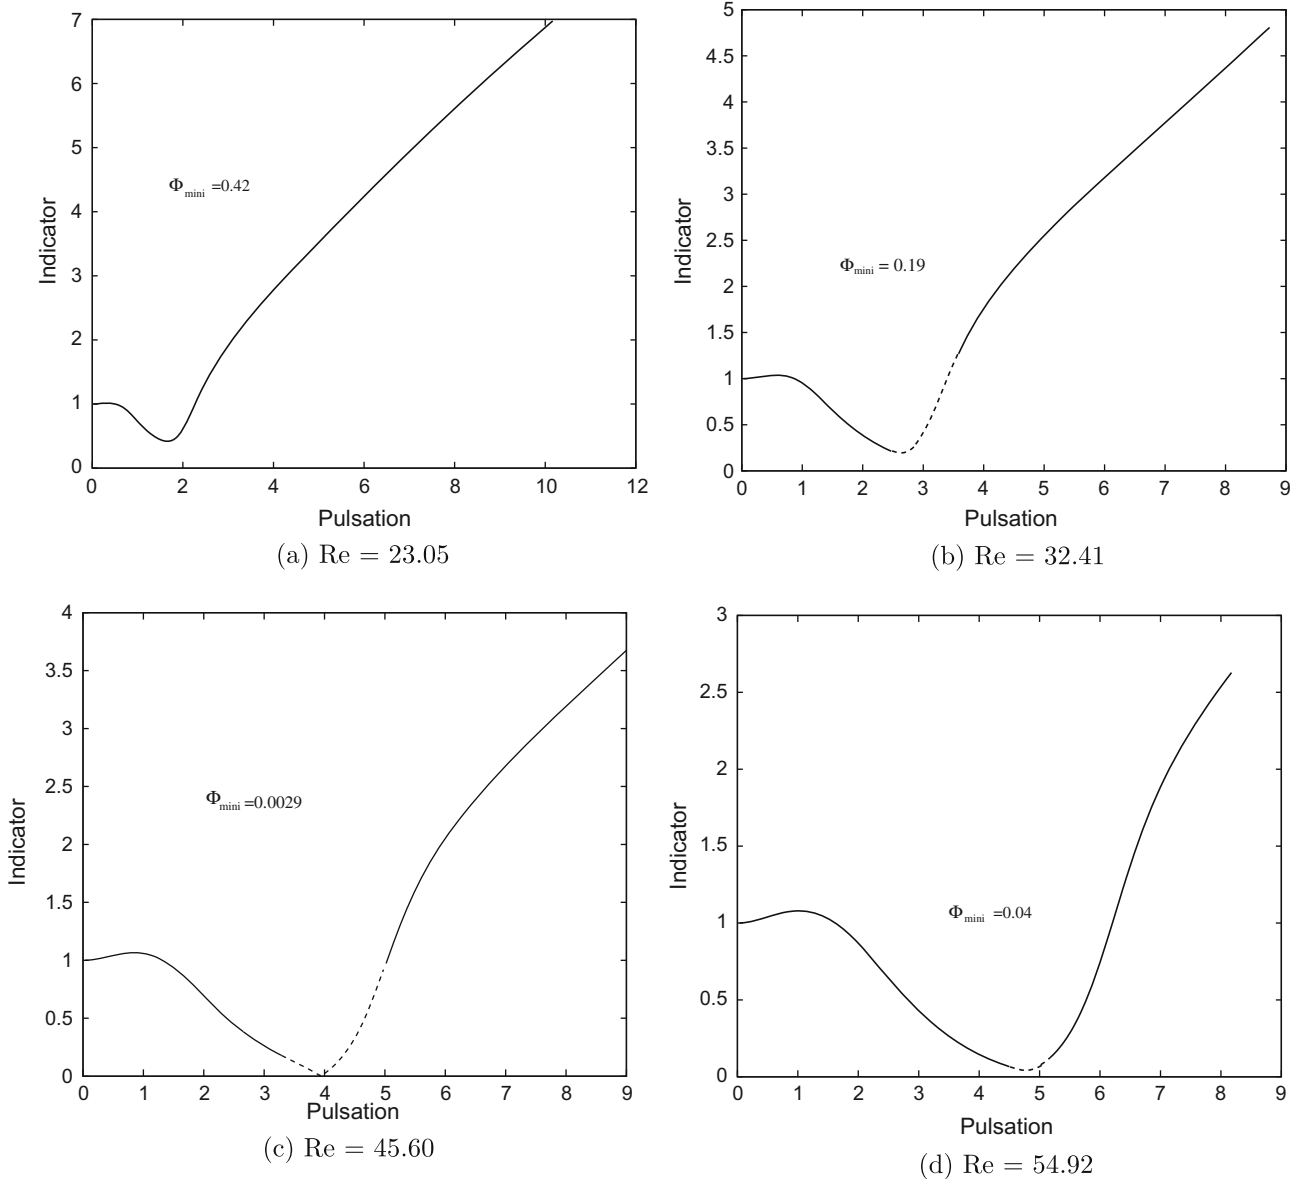 7
6
5
4
3
2
1
0
Indicator
Φmini =0.42
0 2 4 6 8 10 12
Pulsation
(a) Re = 23.05
5
4.5
4
3.5
3
2.5
2
1.5
1
0.5
0
Indicator
Φmini = 0.19
0 1 2 3 4 5 6 7 8 9
Pulsation
(b) Re = 32.41
4
3.5
3
2.5
2
1.5
1
0.5
0
Indicator
Φmini =0.0029
0 1 2 3 4 5 6 7 8 9
Pulsation
(c) Re = 45.60
3
2.5
2
1.5
1
0.5
0
Indicator
Φmini =0.04
0 1 2 3 4 5 6 7 8 9
Pulsation
(d) Re = 54.92